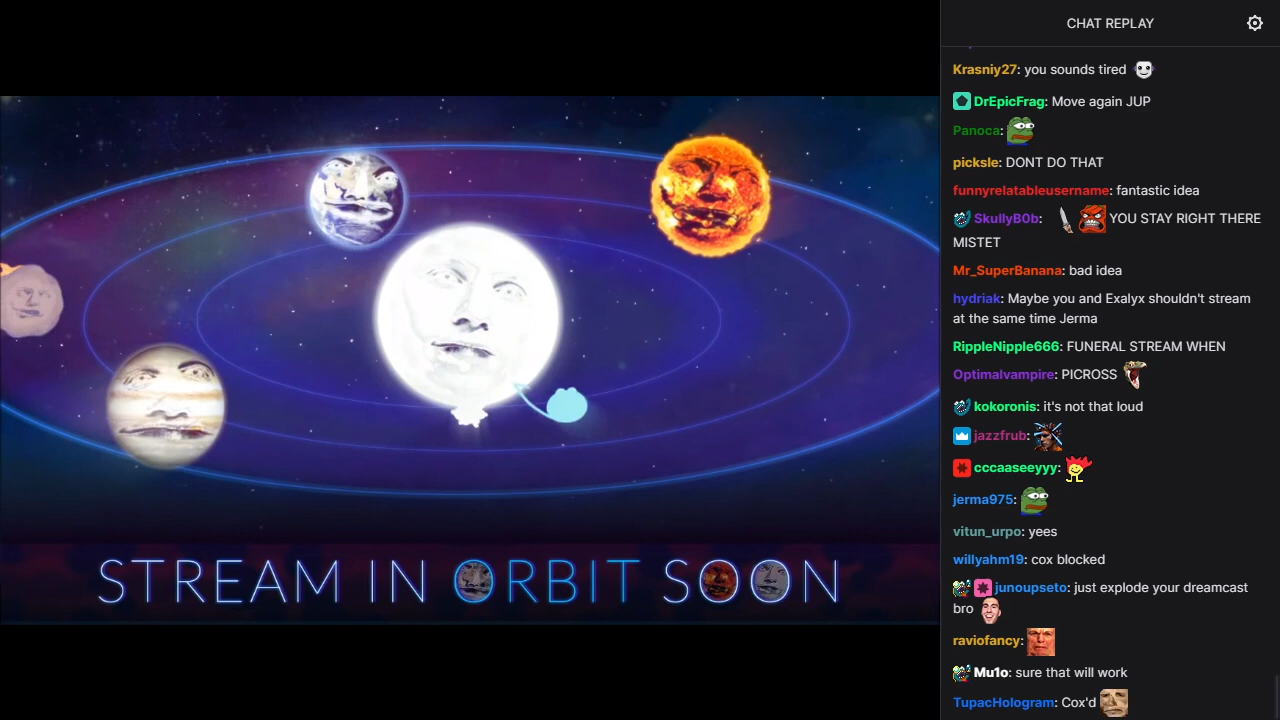 CHAT REPLAY
Krasniy27: you sounds tired
DrEpicFrag: Move again JUP
Panoca:
picksle: DONT DO THAT
funnyrelatableusername: fantastic idea
SkullyB0b: YOU STAY RIGHT THERE
MISTET
Mr_SuperBanana: bad idea
hydriak: Maybe you and Exalyx shouldn't stream
at the same time Jerma
RippleNipple666: FUNERAL STREAM WHEN
Optimalvampire: PICROSS
kokoronis: it's not that loud
jazzfrub:
cccaaseeyyy:
jerma975:
vitun_urpo: yees
willyahm19: cox blocked
junoupseto: just explode your dreamcast
bro
raviofancy:
Mu1o: sure that will work
TupacHologram: Cox'd
STREAM IN ORBIT SOON